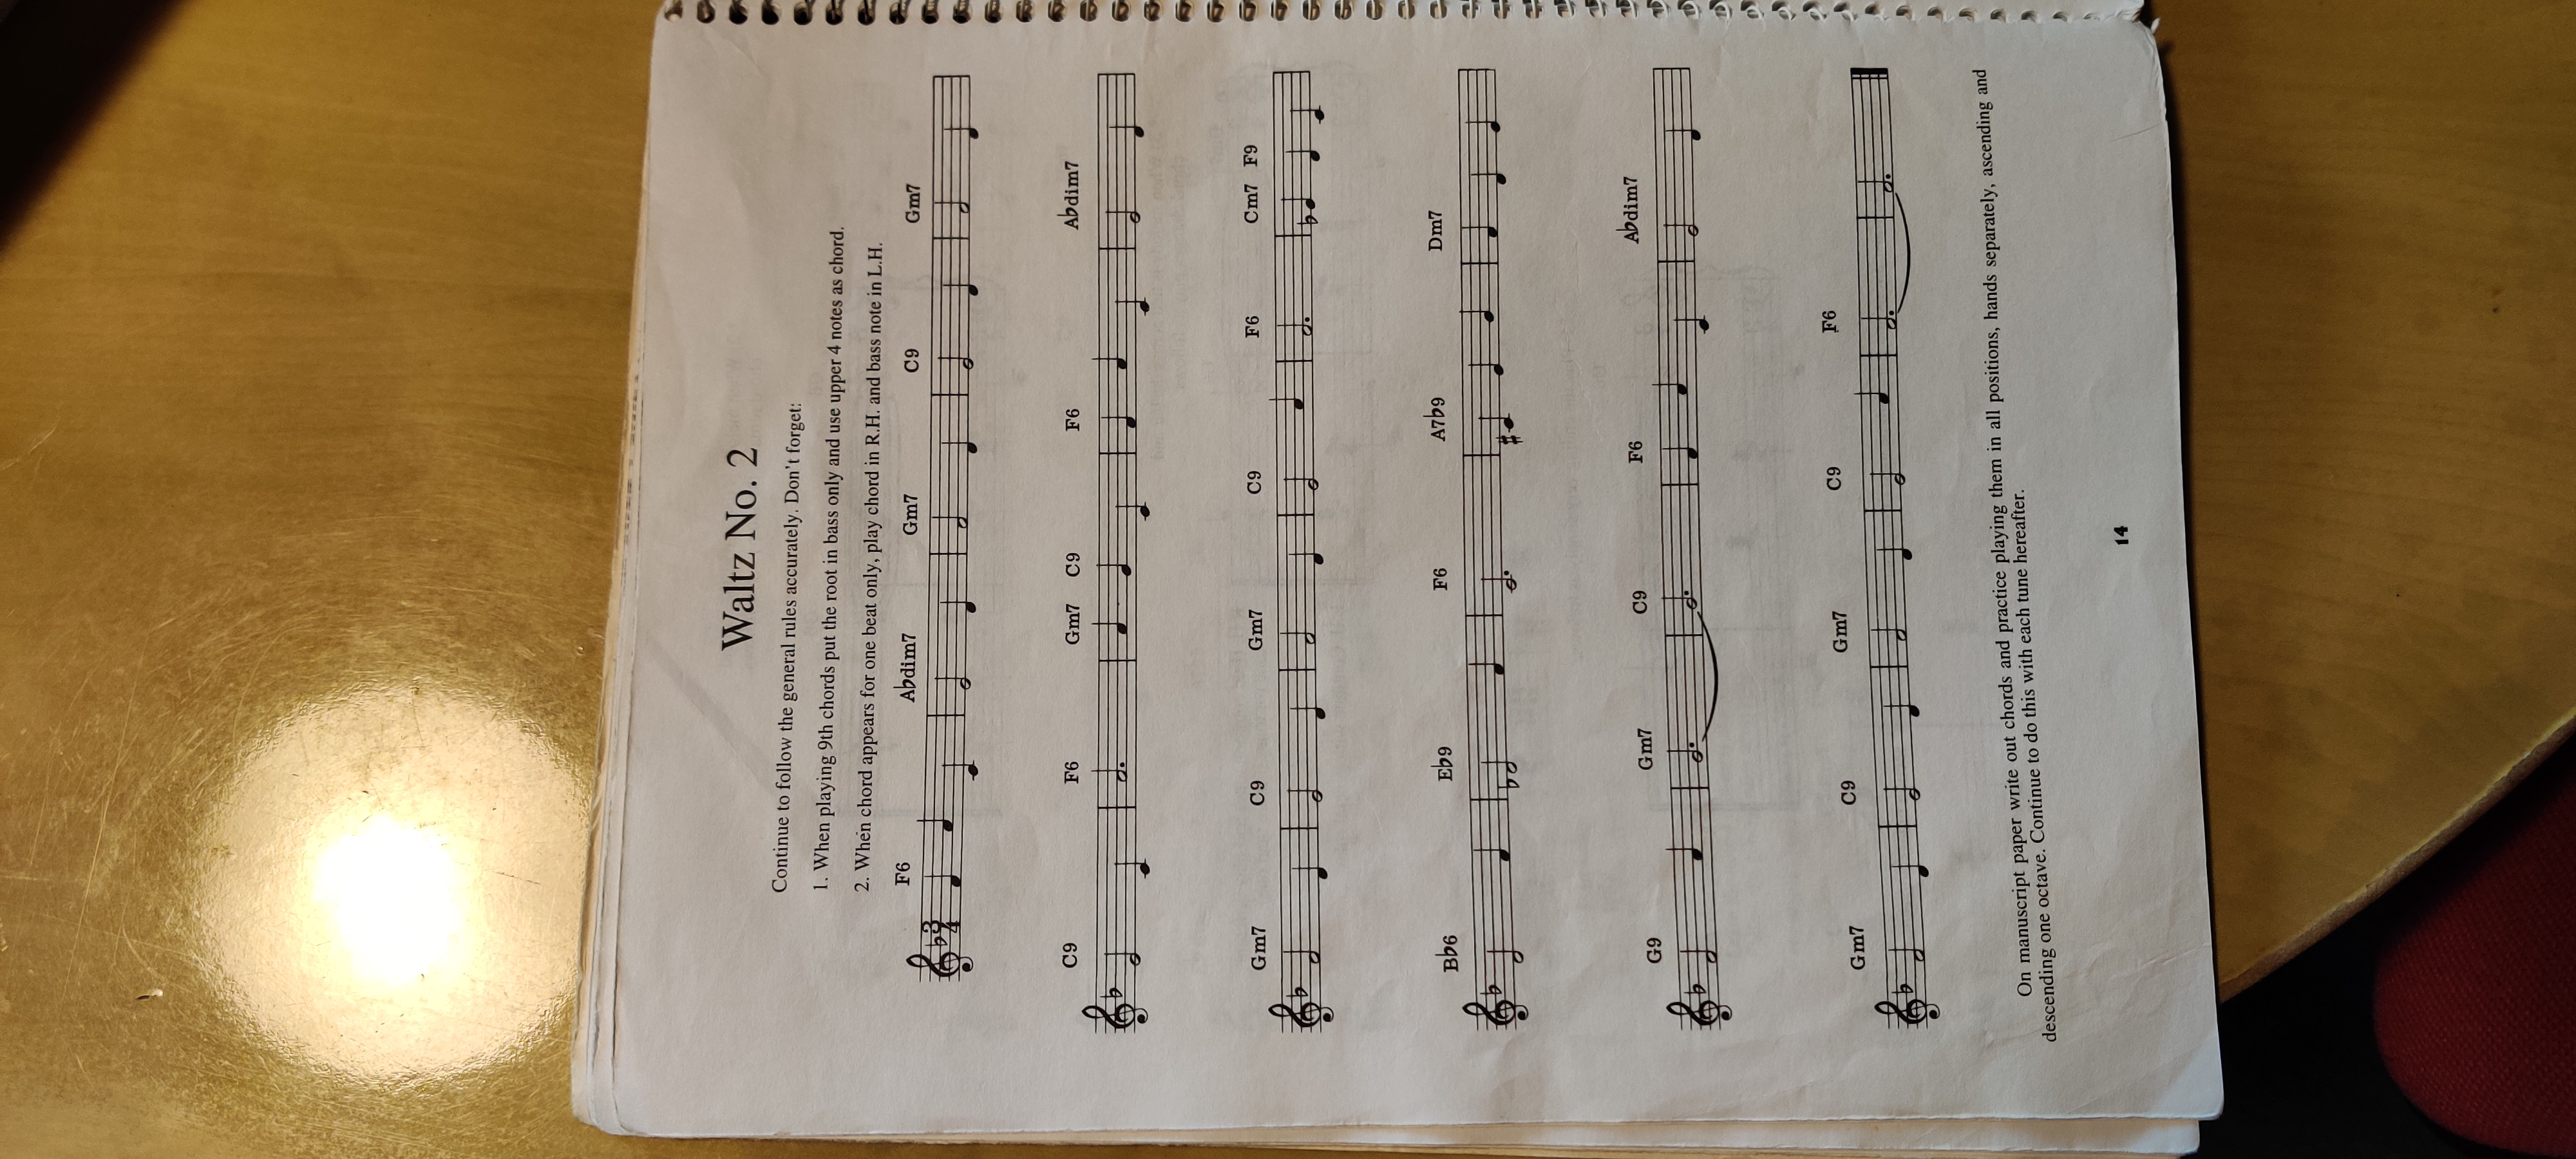 Waltz No. 2
Continue to follow the general rules accurately. Don't forget:
1. When playing 9th chords put the root in bass only and use upper 4 notes as chord.
2. When chord appears for one beat only, play chord in R.H. and bass note in L.H.
F6 A♭dim7 Gm7 C9 Gm7
3
4
C9 F6 Gm7 C9 F6 A♭dim7
Gm7 C9 Gm7 C9 F6 Cm7 F9
B♭6 E♭9 F6 A7♭9 Dm7
G9 Gm7 C9 F6 A♭dim7
Gm7 C9 Gm7 C9 F6
On manuscript paper write out chords and practice playing them in all positions, hands separately, ascending and
descending one octave. Continue to do this with each tune hereafter.
14